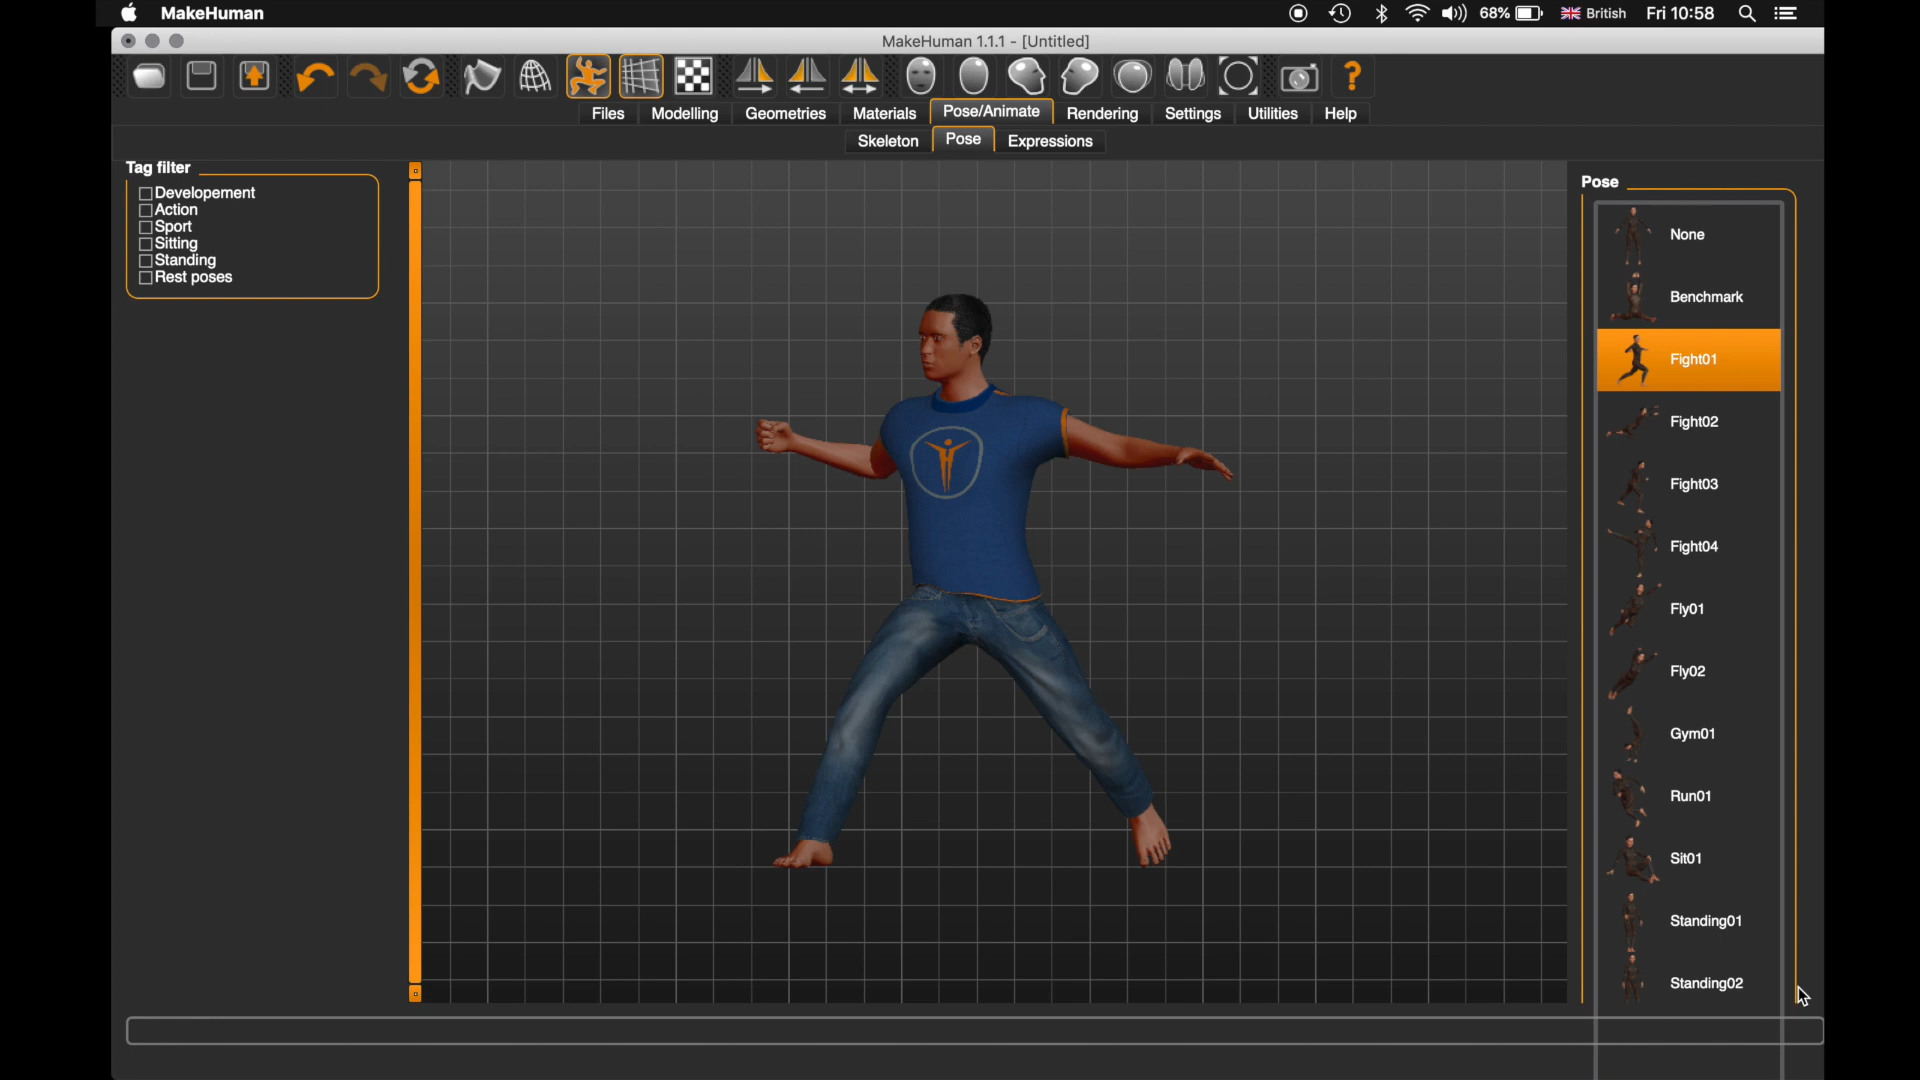 MakeHuman
68%
British
Fri 10:58
MakeHuman 1.1.1 - [Untitled]
?
Files
Modelling
Geometries
Materials
Pose/Animate
Rendering
Settings
Utilities
Help
Skeleton
Pose
Expressions
Tag filter
Developement
Action
Sport
Sitting
Standing
Rest poses
Pose
None
Benchmark
Fight01
Fight02
Fight03
Fight04
Fly01
Fly02
Gym01
Run01
Sit01
Standing01
Standing02